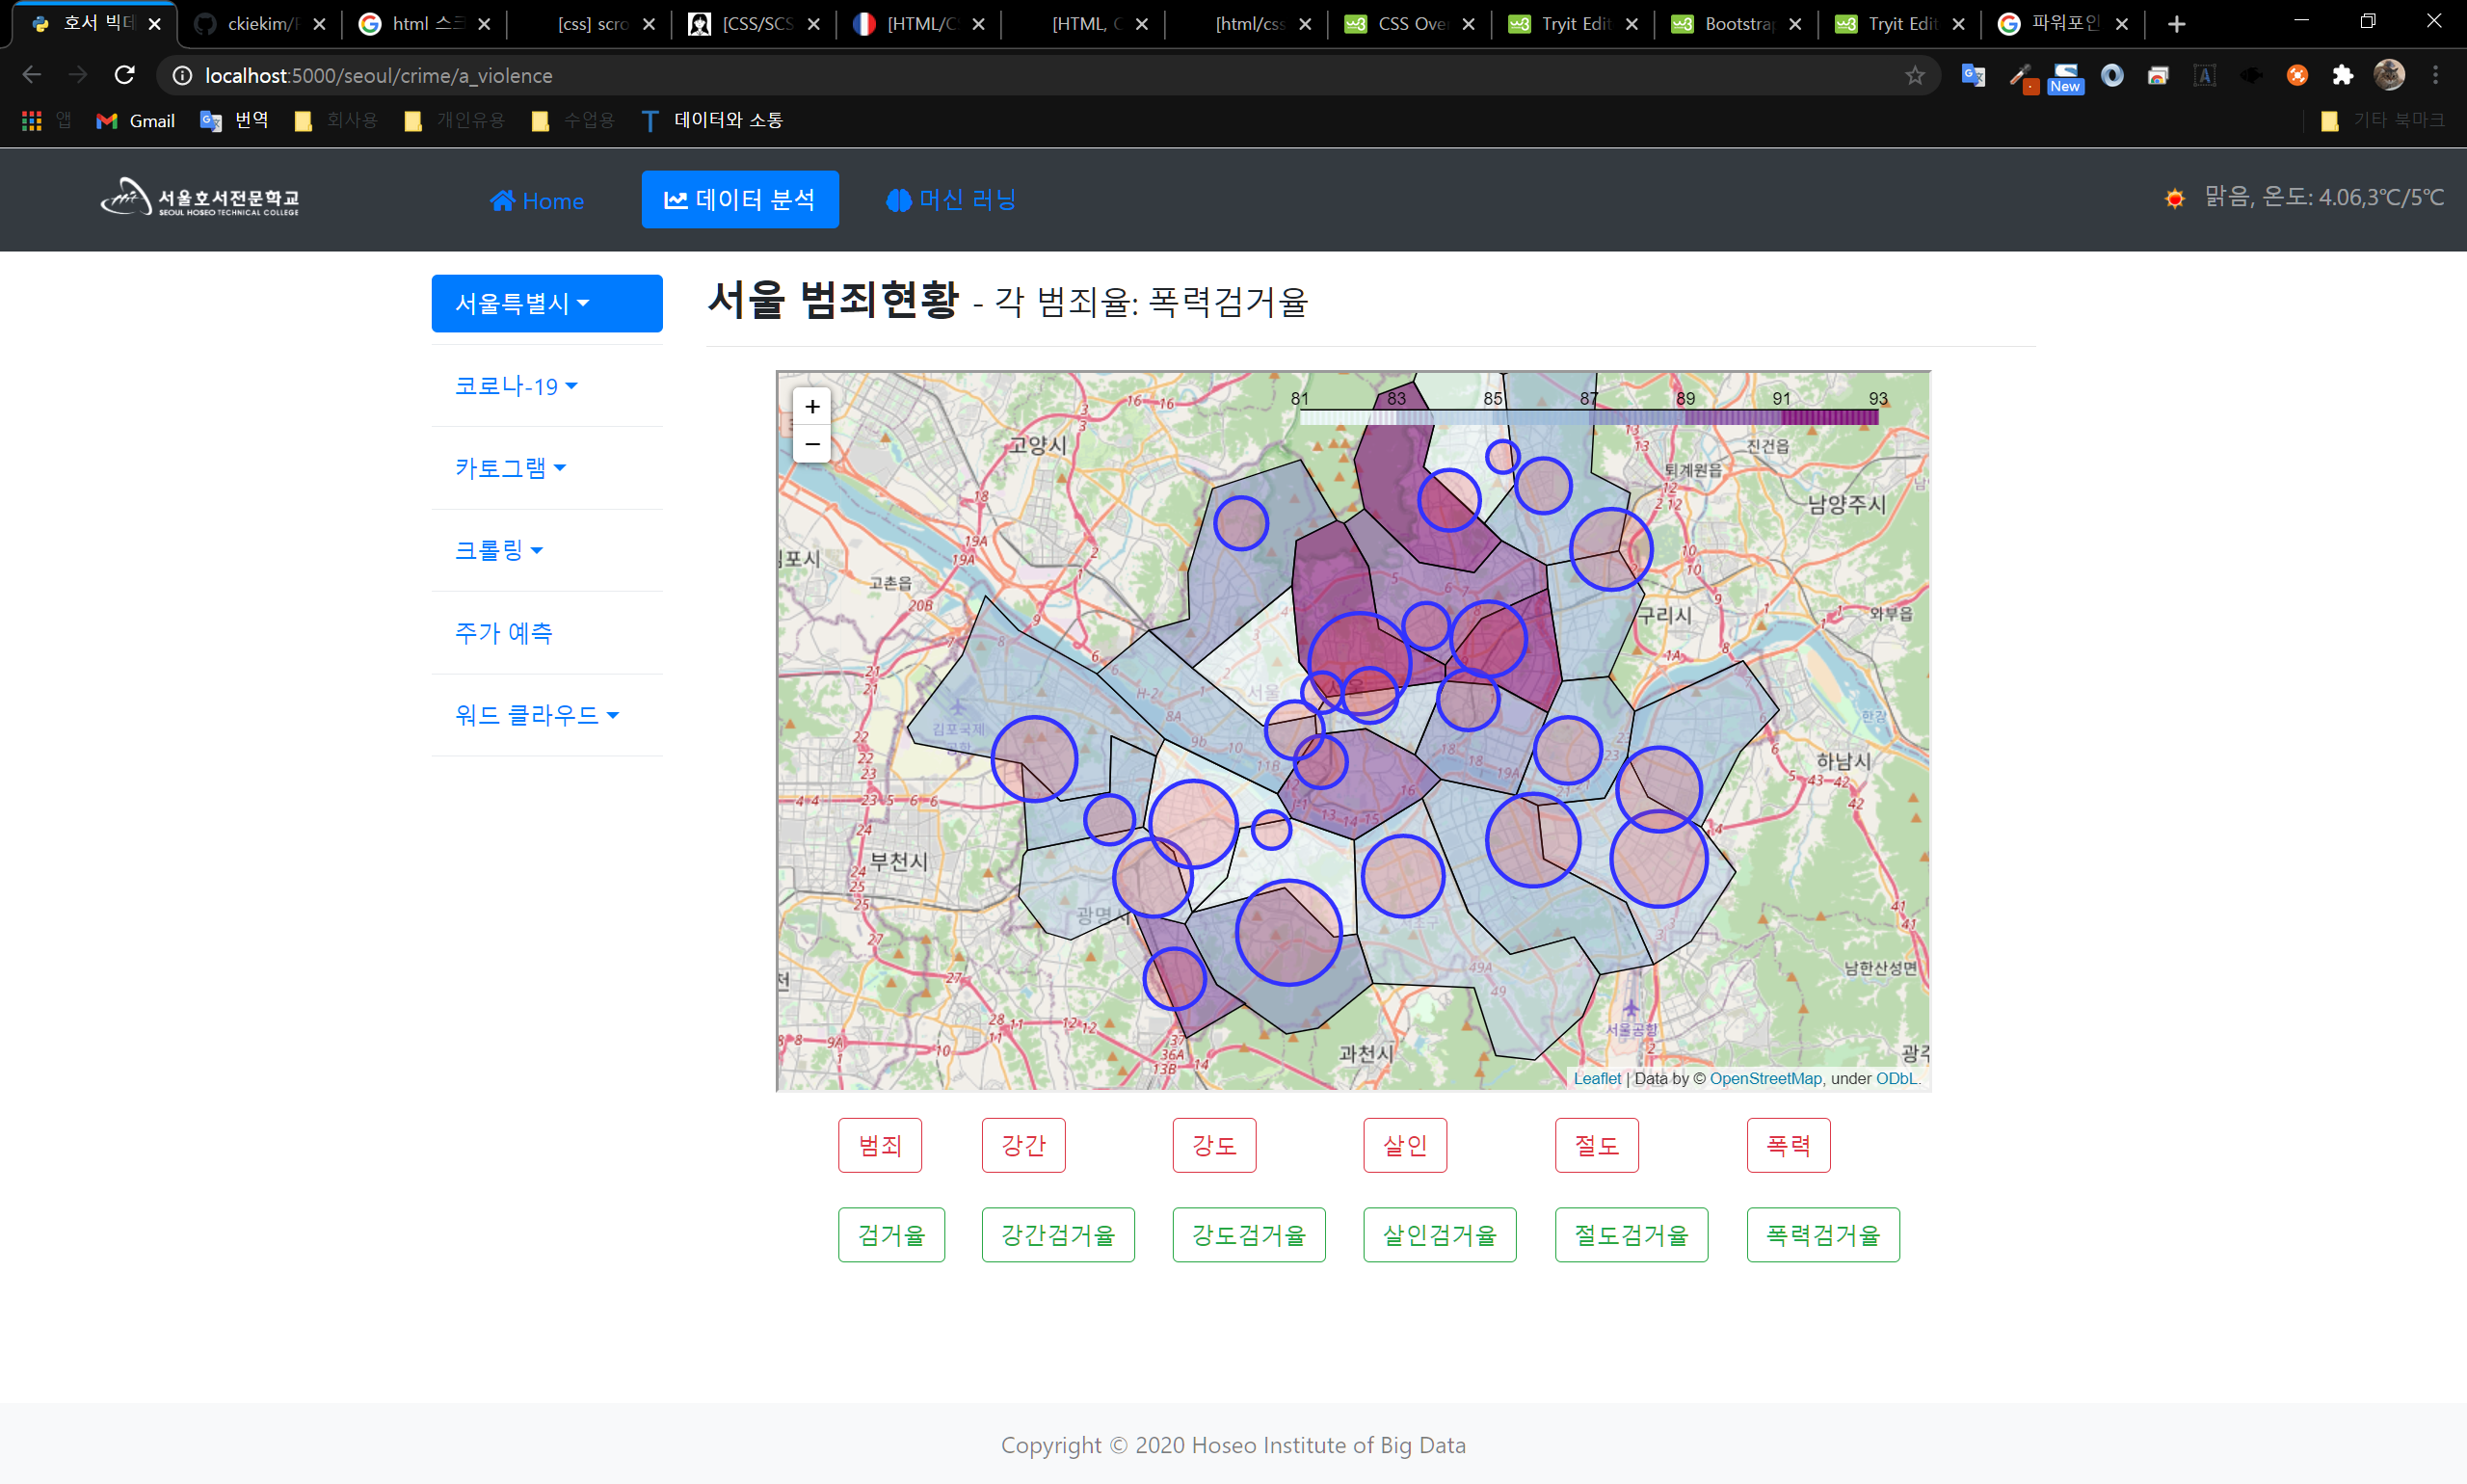 호서 빅데
ckiekim/
html 스크
[css] scro
[CSS/SCS
[HTML/C
[HTML, C
[html/css
CSS Ove
Tryit Edit
Bootstrap
Tryit Edit
파워포인
localhost:5000/seoul/crime/a_violence
New
앱
Gmail
번역
회사용
개인유용
수업용
데이터와 소통
기타 북마크
서울호서전문학교
SEOUL HOSEO TECHNICAL COLLEGE
Home
데이터 분석
머신 러닝
맑음, 온도: 4.06,3℃/5℃
서울특별시
코로나-19
카토그램
크롤링
주가 예측
워드 클라우드
서울 범죄현황 - 각 범죄율: 폭력검거율
+
−
81 83 85 87 89 91 93
고양시
진건읍
퇴계원읍
남양주시
고촌읍
구리시
와부읍
서울
한강
김포국제
공항
하남시
부천시
광명시
서초구
남한산성면
서울공항
과천시
Leaflet | Data by © OpenStreetMap, under ODbL.
범죄 강간 강도 살인 절도 폭력
검거율 강간검거율 강도검거율 살인검거율 절도검거율 폭력검거율
Copyright © 2020 Hoseo Institute of Big Data